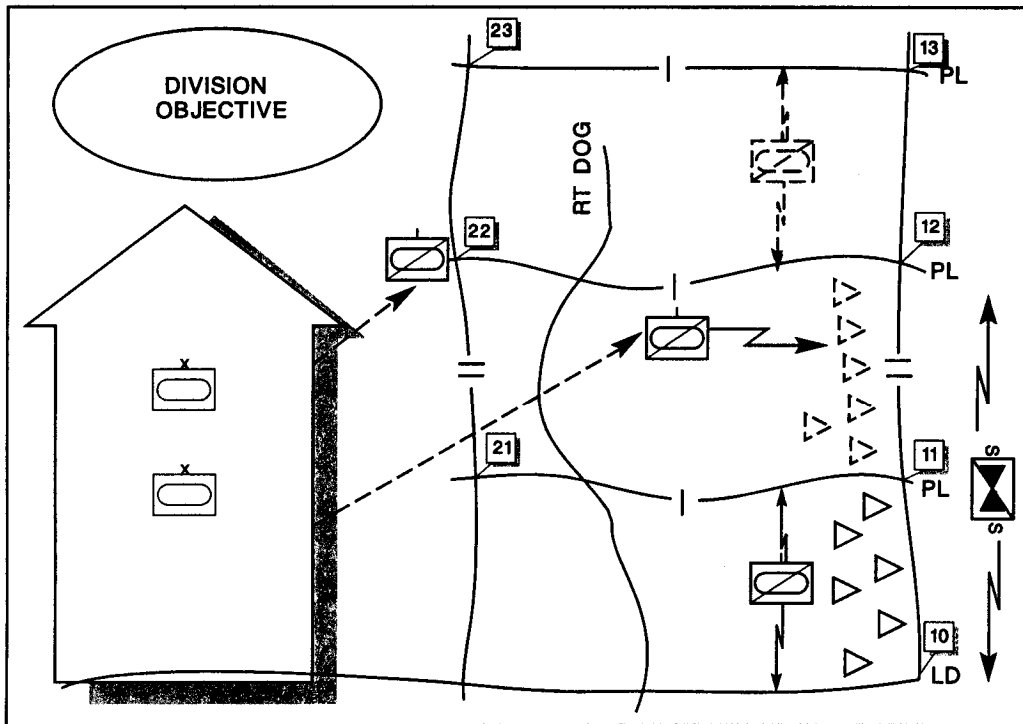 23
13
PL
DIVISION
OBJECTIVE
RT DOG
22
12
PL
X
X
21
11
PL
S
S
10
LD